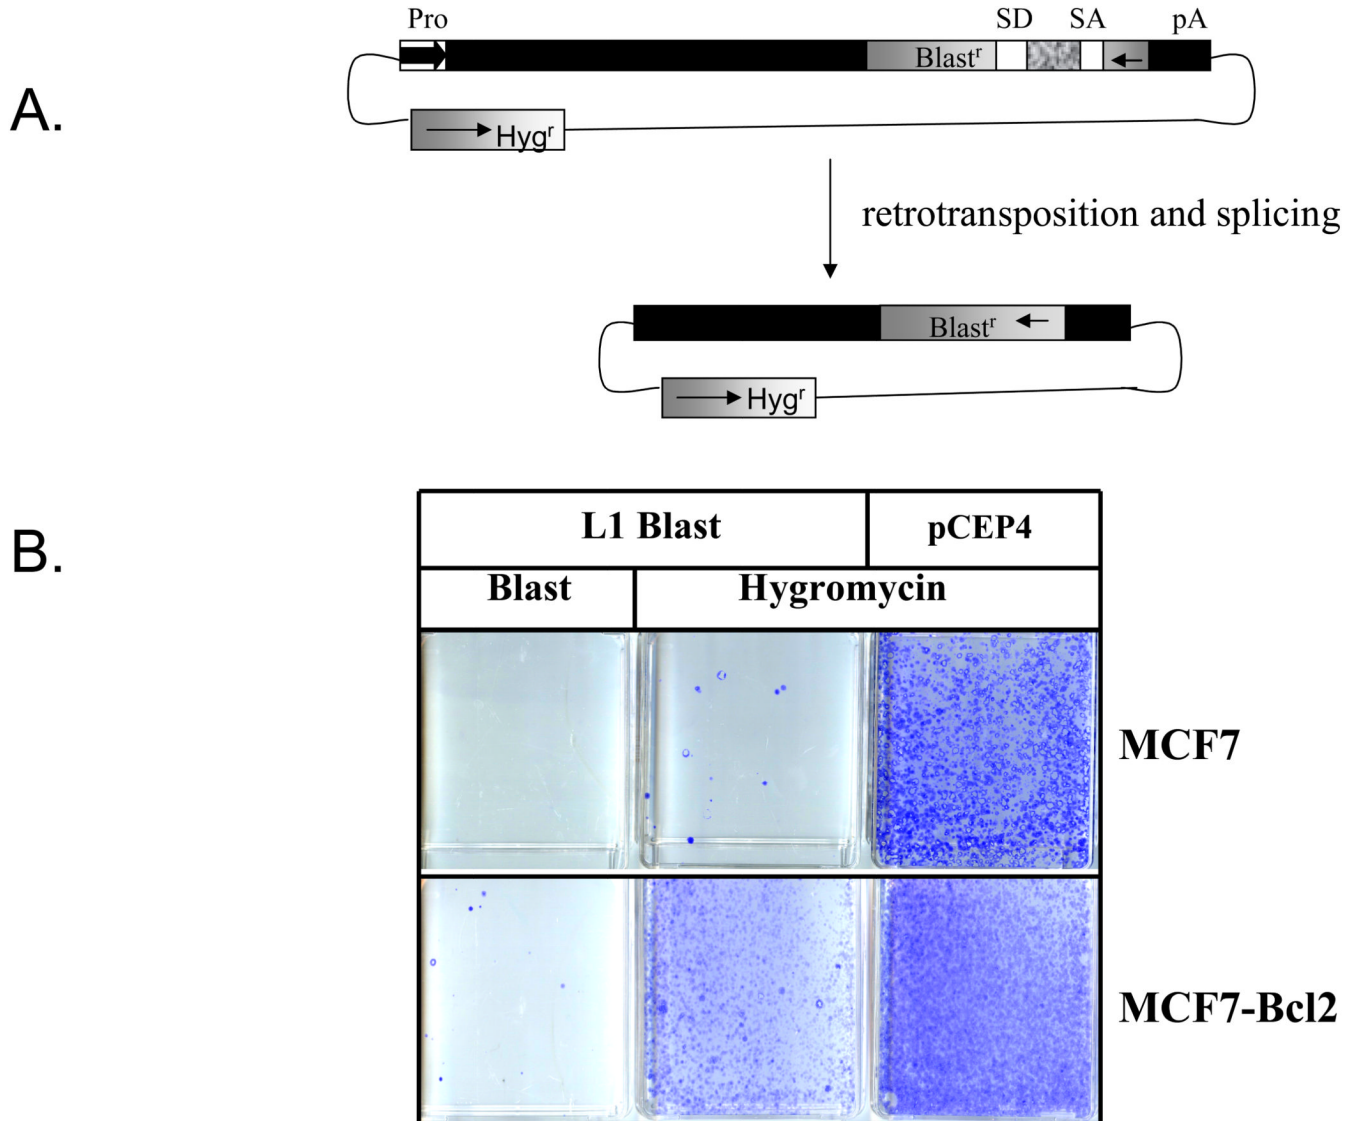 Pro SD SA pA
A.
Blastʳ
Hygʳ
retrotransposition and splicing
Blastʳ
Hygʳ
B.
L1 Blast pCEP4
Blast Hygromycin
MCF7
MCF7-Bcl2